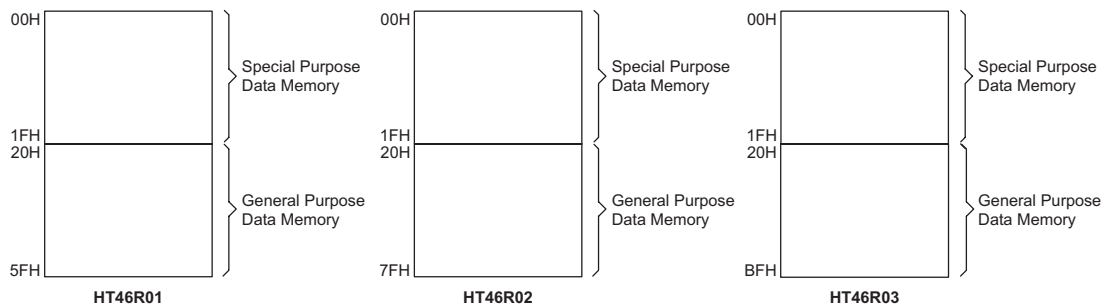 00H
Special Purpose
Data Memory
1FH
20H
General Purpose
Data Memory
5FH
HT46R01
00H
Special Purpose
Data Memory
1FH
20H
General Purpose
Data Memory
7FH
HT46R02
00H
Special Purpose
Data Memory
1FH
20H
General Purpose
Data Memory
BFH
HT46R03